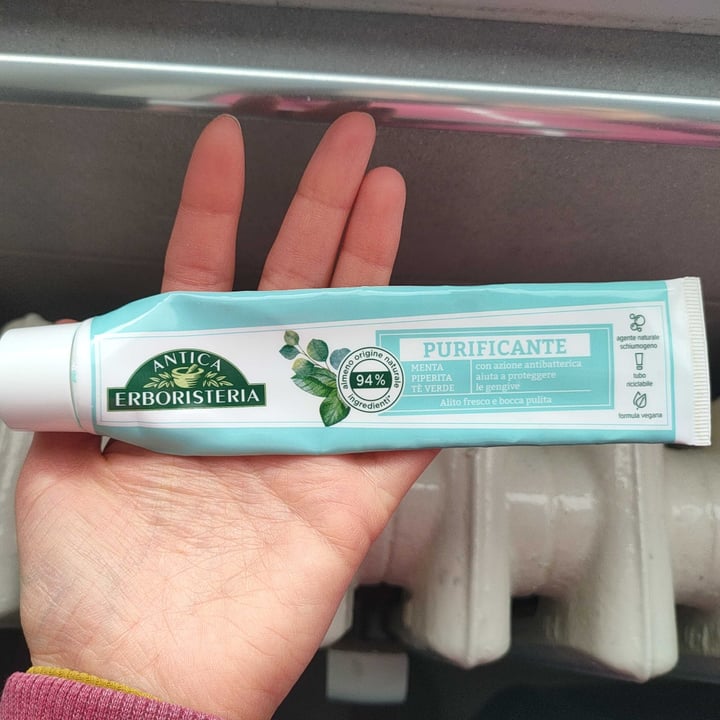 ANTICA
ERBORISTERIA
almeno origine naturale
94%
ingredienti*
PURIFICANTE
MENTA
PIPERITA
TÈ VERDE
con azione antibatterica
aiuta a proteggere
le gengive
Alito fresco e bocca pulita
agente naturale
schiumogeno
tubo
riciclabile
formula vegana